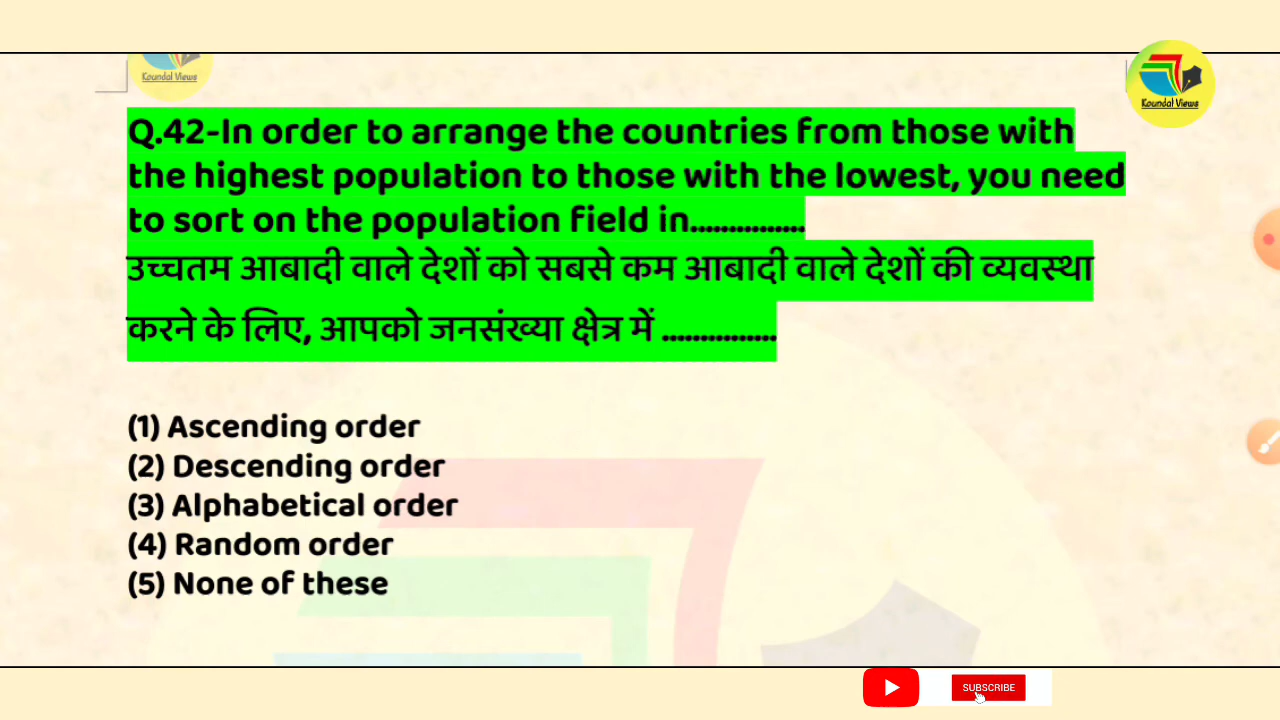 Koundal Views
Koundal Views
Q.42-In order to arrange the countries from those with
the highest population to those with the lowest, you need
to sort on the population field in...............
उच्चतम आबादी वाले देशों को सबसे कम आबादी वाले देशों की व्यवस्था
करने के लिए, आपको जनसंख्या क्षेत्र में ...............
(1) Ascending order
(2) Descending order
(3) Alphabetical order
(4) Random order
(5) None of these
SUBSCRIBE